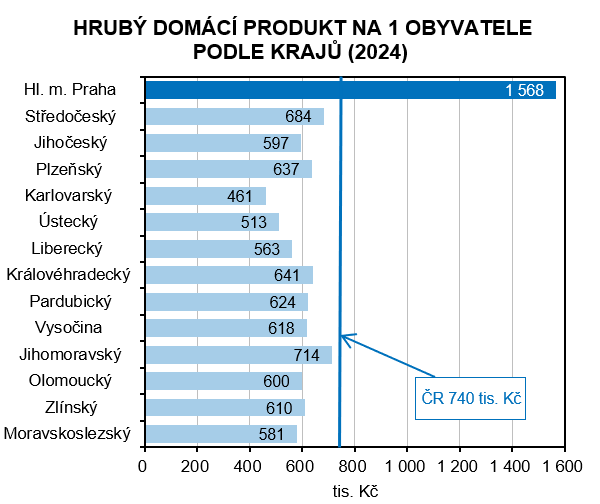 HRUBÝ DOMÁCÍ PRODUKT NA 1 OBYVATELE
PODLE KRAJŮ (2024)
Hl. m. Praha 1 568
Středočeský 684
Jihočeský 597
Plzeňský 637
Karlovarský 461
Ústecký 513
Liberecký 563
Královéhradecký 641
Pardubický 624
Vysočina 618
Jihomoravský 714
Olomoucký 600
ČR 740 tis. Kč
Zlínský 610
Moravskoslezský 581
0 200 400 600 800 1 000 1 200 1 400 1 600
tis. Kč